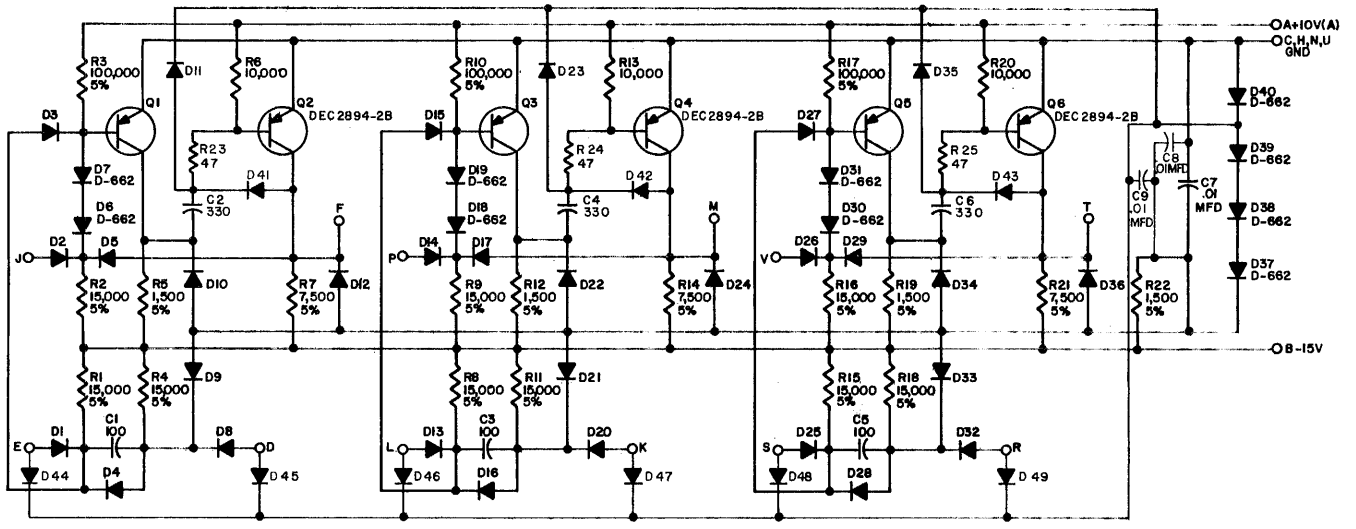 A+10V(A)
C,H,N,U
GND
R3
100,000
5%
D11
R6
10,000
R10
100,000
5%
D23
R13
10,000
R17
100,000
5%
D35
R20
10,000
D3
Q1
Q2
DEC2894-2B
D15
Q3
Q4
DEC2894-2B
D27
Q5
Q6
DEC2894-2B
D40
D-662
R23
47
R24
47
R25
47
D39
D-662
C8
.01MFD
C9
.01
MFD
C7
.01
MFD
D7
D-662
D41
D19
D-662
D42
D31
D-662
D43
C2
330
C4
330
C6
330
D6
D-662
F
D18
D-662
M
D30
D-662
T
D38
D-662
J
D2
D5
P
D14
D17
V
D26
D29
D37
D-662
R2
15,000
5%
R5
1,500
5%
D10
R7
7,500
5%
D12
R9
15,000
5%
R12
1,500
5%
D22
R14
7,500
5%
D24
R16
15,000
5%
R19
1,500
5%
D34
R21
7,500
5%
D36
R22
1,500
5%
B-15V
R1
15,000
5%
R4
15,000
5%
D9
R8
15,000
5%
R11
15,000
5%
D21
R15
15,000
5%
R18
15,000
5%
D33
E
D1
C1
100
D8
D
L
D13
C3
100
D20
K
S
D25
C5
100
D32
R
D44
D4
D45
D46
D16
D47
D48
D28
D49